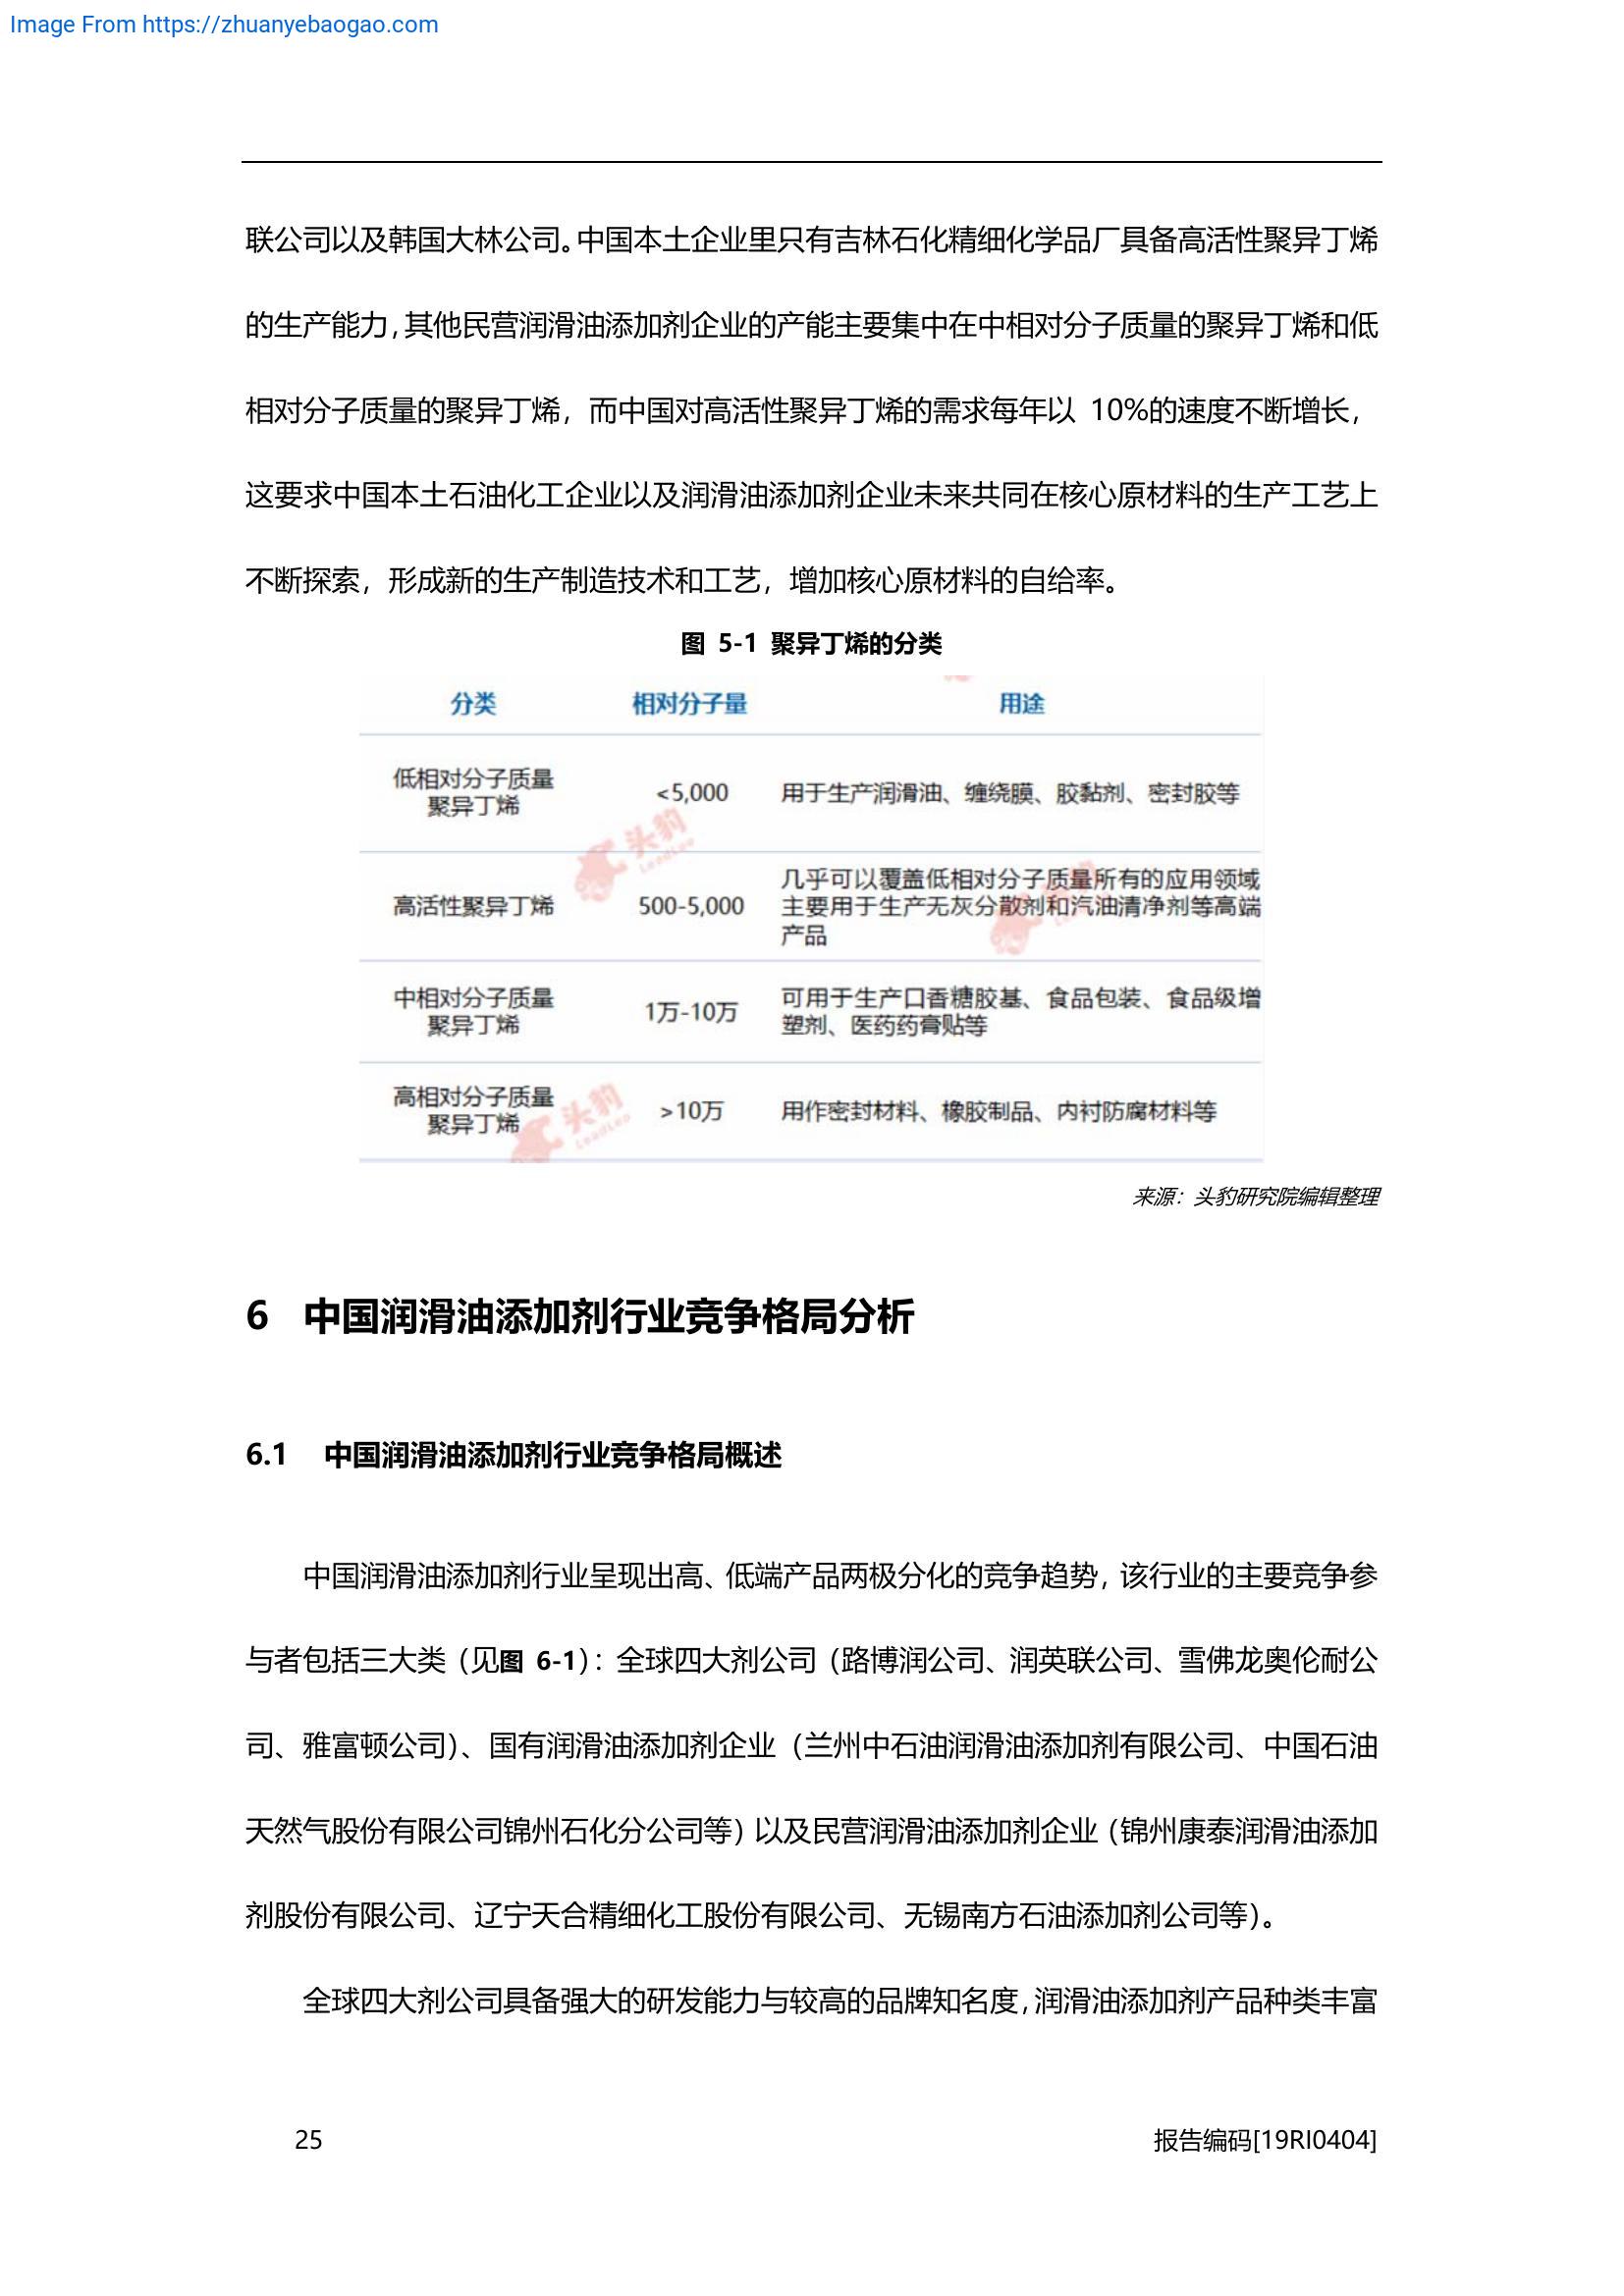 Image From https://zhuanyebaogao.com
联公司以及韩国大林公司。中国本土企业里只有吉林石化精细化学品厂具备高活性聚异丁烯
的生产能力，其他民营润滑油添加剂企业的产能主要集中在中相对分子质量的聚异丁烯和低
相对分子质量的聚异丁烯，而中国对高活性聚异丁烯的需求每年以 10%的速度不断增长，
这要求中国本土石油化工企业以及润滑油添加剂企业未来共同在核心原材料的生产工艺上
不断探索，形成新的生产制造技术和工艺，增加核心原材料的自给率。
图 5-1 聚异丁烯的分类
分类 相对分子量 用途
低相对分子质量
聚异丁烯
<5,000
用于生产润滑油、缠绕膜、胶黏剂、密封胶等
高活性聚异丁烯
500-5,000
几乎可以覆盖低相对分子质量所有的应用领域
主要用于生产无灰分散剂和汽油清净剂等高端
产品
中相对分子质量
聚异丁烯
1万-10万
可用于生产口香糖胶基、食品包装、食品级增
塑剂、医药药膏贴等
高相对分子质量
聚异丁烯
>10万
用作密封材料、橡胶制品、内衬防腐材料等
头豹
LeadLeo
头豹
LeadLeo
来源：头豹研究院编辑整理
6 中国润滑油添加剂行业竞争格局分析
6.1 中国润滑油添加剂行业竞争格局概述
中国润滑油添加剂行业呈现出高、低端产品两极分化的竞争趋势，该行业的主要竞争参
与者包括三大类（见图 6-1）：全球四大剂公司（路博润公司、润英联公司、雪佛龙奥伦耐公
司、雅富顿公司）、国有润滑油添加剂企业（兰州中石油润滑油添加剂有限公司、中国石油
天然气股份有限公司锦州石化分公司等）以及民营润滑油添加剂企业（锦州康泰润滑油添加
剂股份有限公司、辽宁天合精细化工股份有限公司、无锡南方石油添加剂公司等）。
全球四大剂公司具备强大的研发能力与较高的品牌知名度，润滑油添加剂产品种类丰富
25
报告编码[19RI0404]